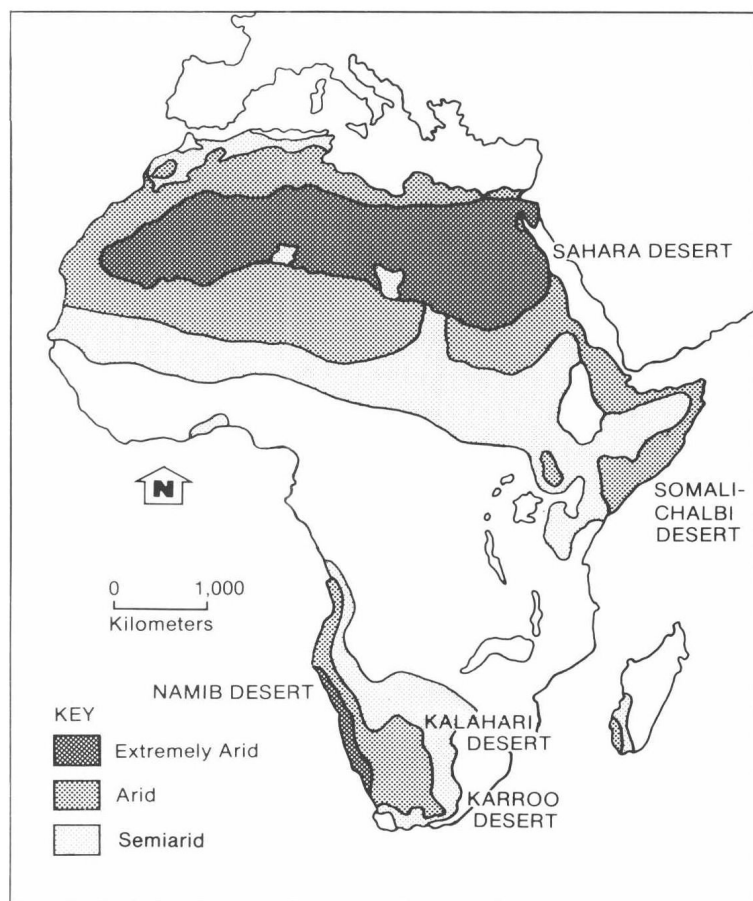 SAHARA DESERT
SOMALI-
CHALBI
DESERT
N
0 1,000
Kilometers
NAMIB DESERT
KALAHARI
DESERT
KARROO
DESERT
KEY
Extremely Arid
Arid
Semiarid